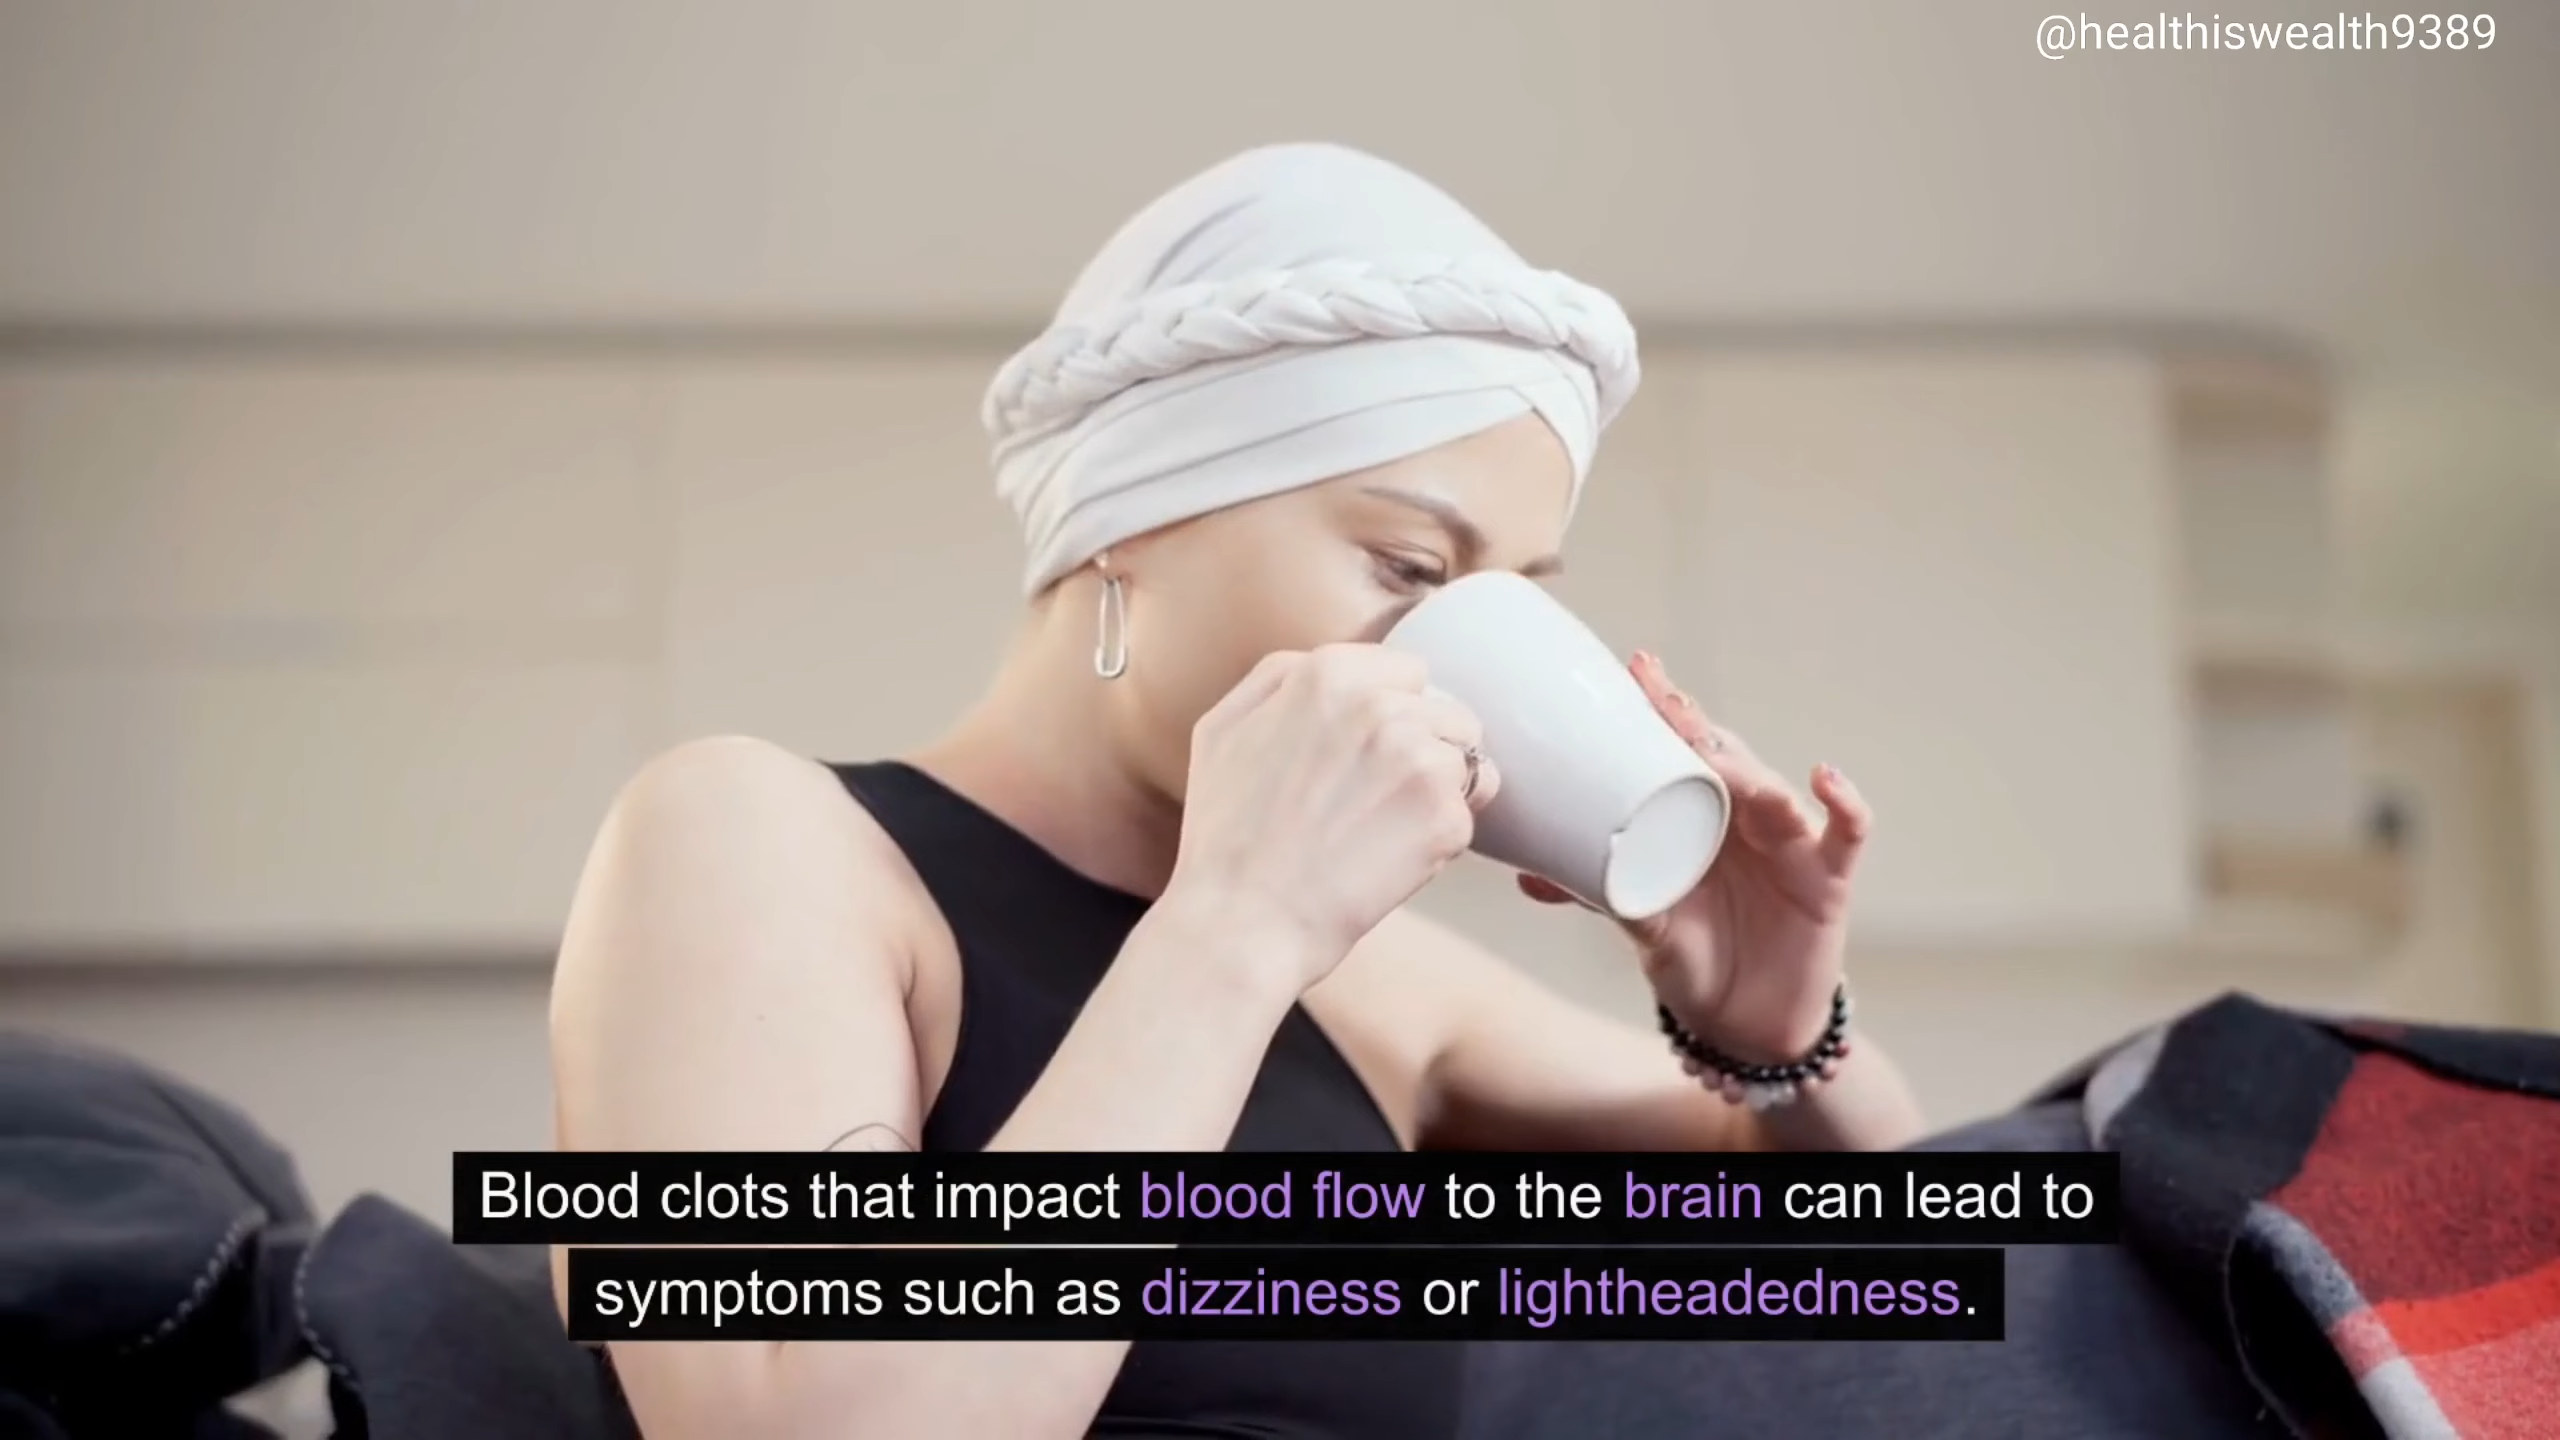 @healthiswealth9389
Blood clots that impact blood flow to the brain can lead to
symptoms such as dizziness or lightheadedness.